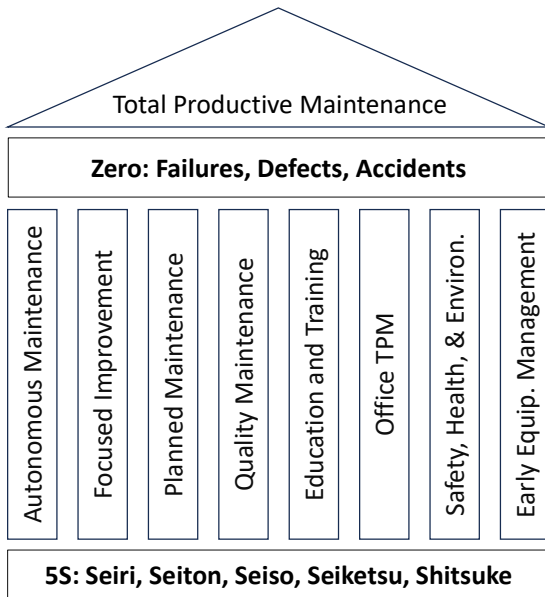 Total Productive Maintenance
Zero: Failures, Defects, Accidents
Autonomous Maintenance
Focused Improvement
Planned Maintenance
Quality Maintenance
Education and Training
Office TPM
Safety, Health, & Environ.
Early Equip. Management
5S: Seiri, Seiton, Seiso, Seiketsu, Shitsuke